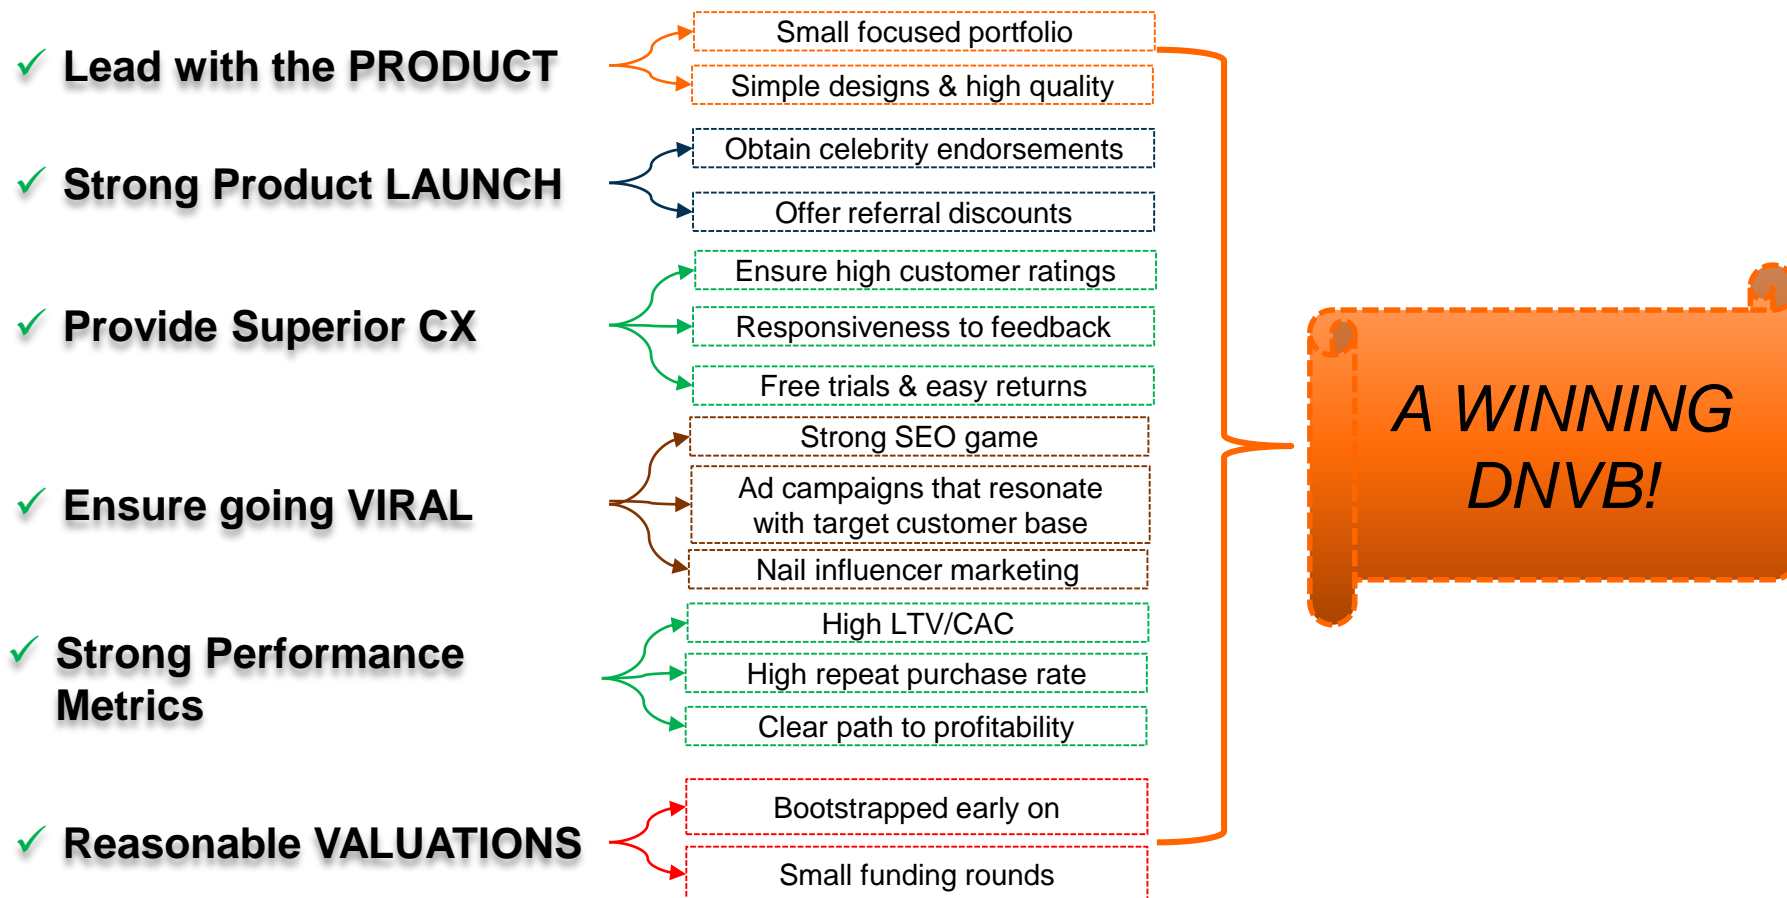 Lead with the PRODUCT
Small focused portfolio
Simple designs & high quality
Strong Product LAUNCH
Obtain celebrity endorsements
Offer referral discounts
Provide Superior CX
Ensure high customer ratings
Responsiveness to feedback
Free trials & easy returns
Ensure going VIRAL
Strong SEO game
Ad campaigns that resonate
with target customer base
Nail influencer marketing
Strong Performance
Metrics
High LTV/CAC
High repeat purchase rate
Clear path to profitability
Reasonable VALUATIONS
Bootstrapped early on
Small funding rounds
A WINNING
DNVB!